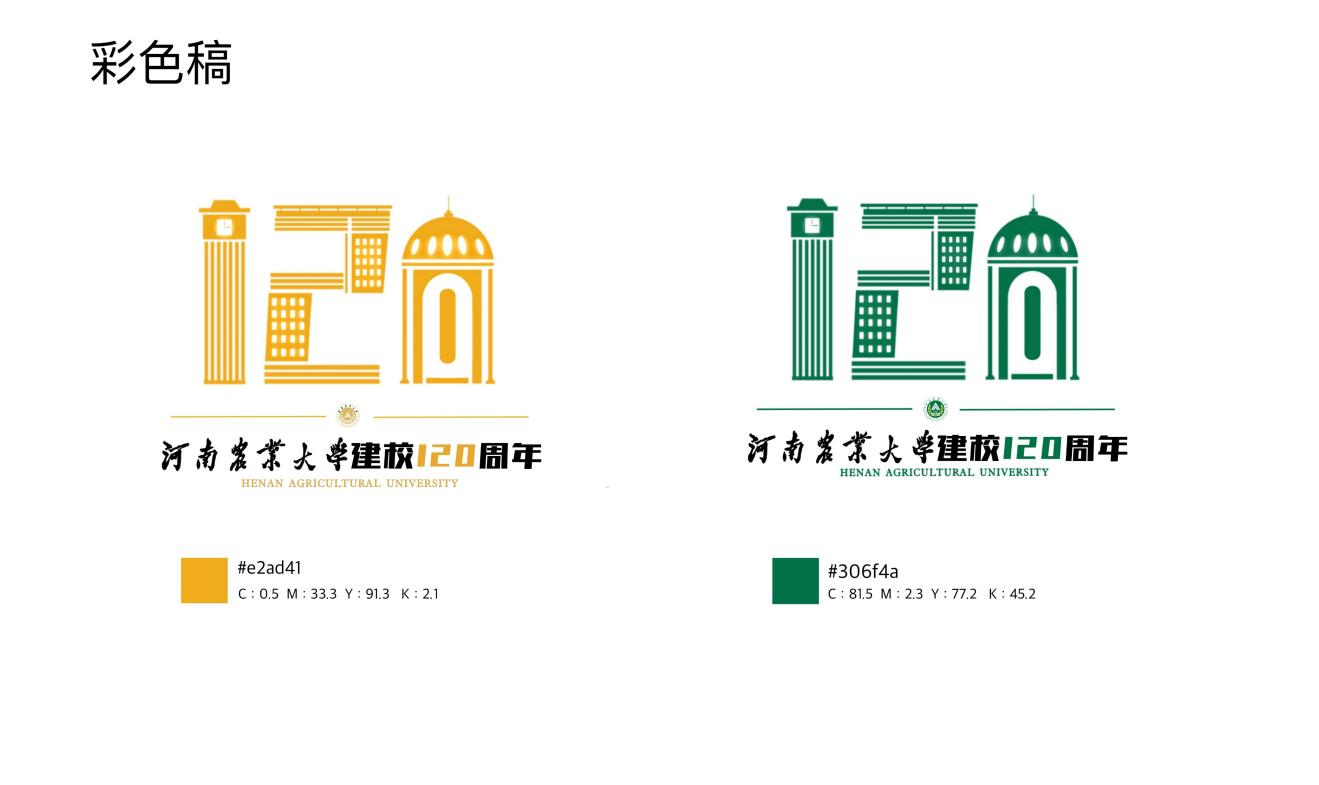 彩色稿
120
河南农业大学建校120周年
HENAN AGRICULTURAL UNIVERSITY
#e2ad41
C : 0.5 M : 33.3 Y : 91.3 K : 2.1
120
河南农业大学建校120周年
HENAN AGRICULTURAL UNIVERSITY
#306f4a
C : 81.5 M : 2.3 Y : 77.2 K : 45.2